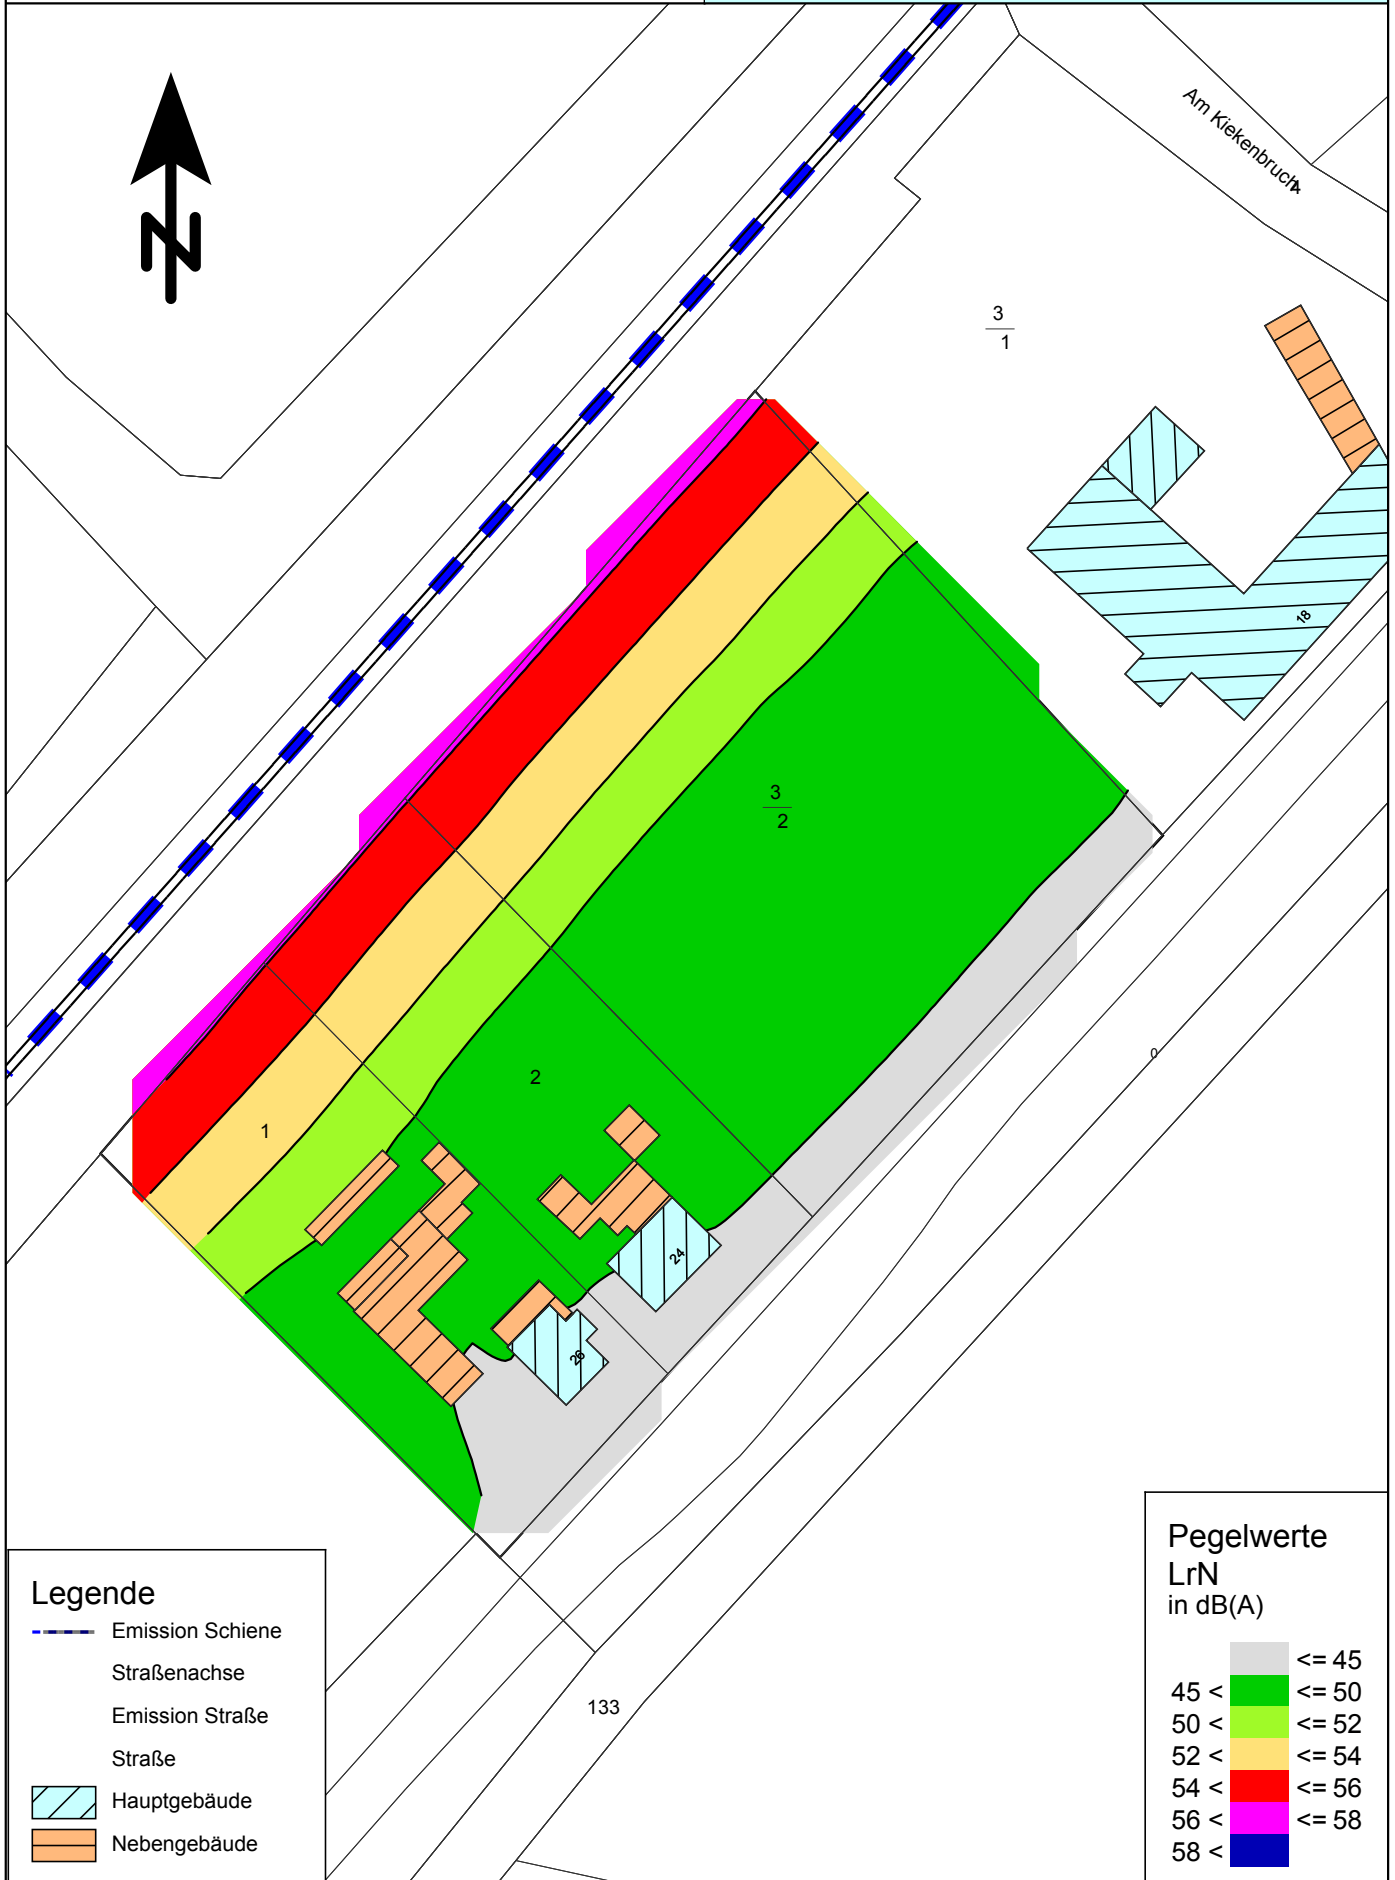 N
Am Kiekenbruch
4
3
1
18
3
2
0
2
1
24
26
133
Legende
Emission Schiene
Straßenachse
Emission Straße
Straße
Hauptgebäude
Nebengebäude
Pegelwerte
LrN
in dB(A)
<= 45
45 < <= 50
50 < <= 52
52 < <= 54
54 < <= 56
56 < <= 58
58 <